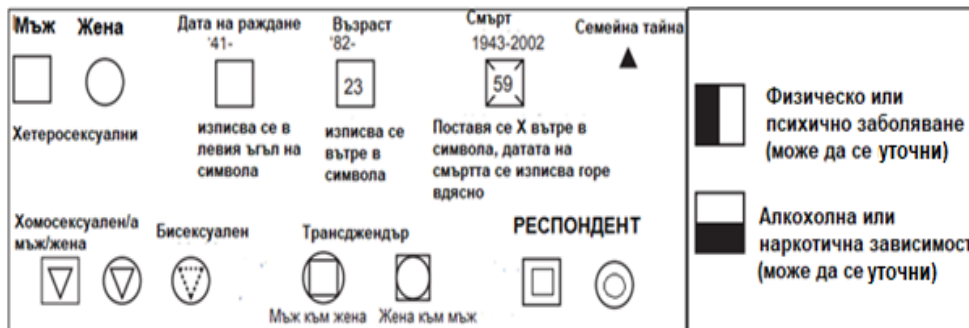 Мъж Жена
Дата на раждане
'41-
Възраст
'82-
Смърт
1943-2002
Семейна тайна
23
59
Хетеросексуални
изписва се в
левия ъгъл на
символа
изписва се
вътре в
символа
Поставя се X вътре в
символа, датата на
смъртта се изписва горе
вдясно
Хомосексуален/а
мъж/жена
Бисексуален
Трансджендър
РЕСПОНДЕНТ
Мъж към жена Жена към мъж
Физическо или
психично заболяване
(може да се уточни)
Алкохолна или
наркотична зависимост
(може да се уточни)